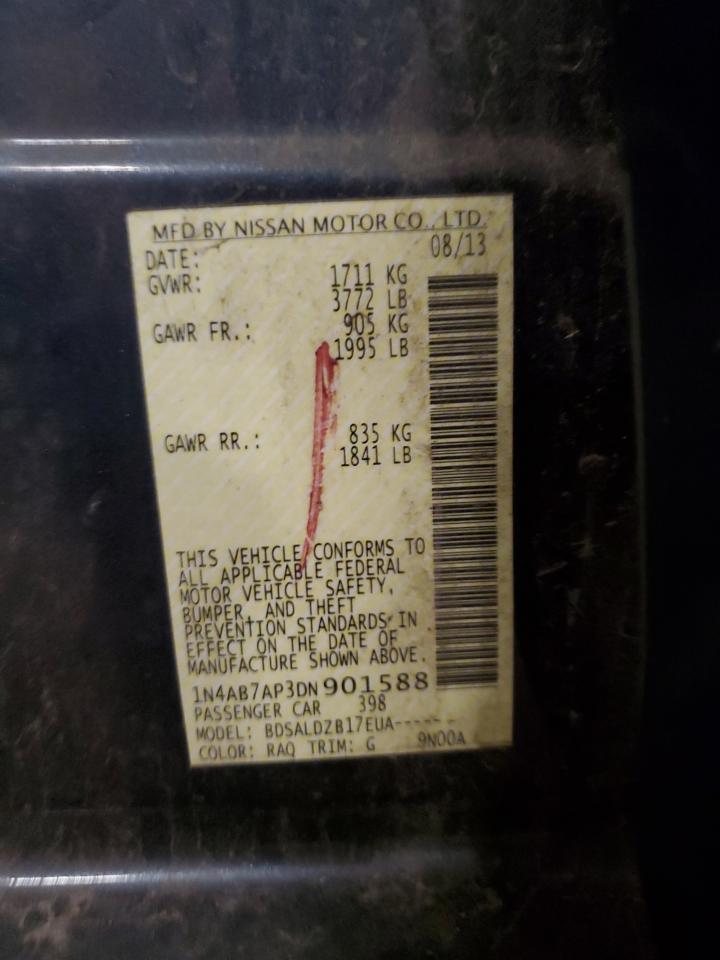 MFD BY NISSAN MOTOR CO., LTD.
DATE: 08/13
GVWR: 1711 KG
3772 LB
GAWR FR.: 905 KG
1995 LB
GAWR RR.: 835 KG
1841 LB
THIS VEHICLE CONFORMS TO
ALL APPLICABLE FEDERAL
MOTOR VEHICLE SAFETY,
BUMPER, AND THEFT
PREVENTION STANDARDS IN
EFFECT ON THE DATE OF
MANUFACTURE SHOWN ABOVE.
1N4AB7AP3DN901588
PASSENGER CAR 398
MODEL: BDSALDZB17EUA------
COLOR: RAQ TRIM: G 9N00A